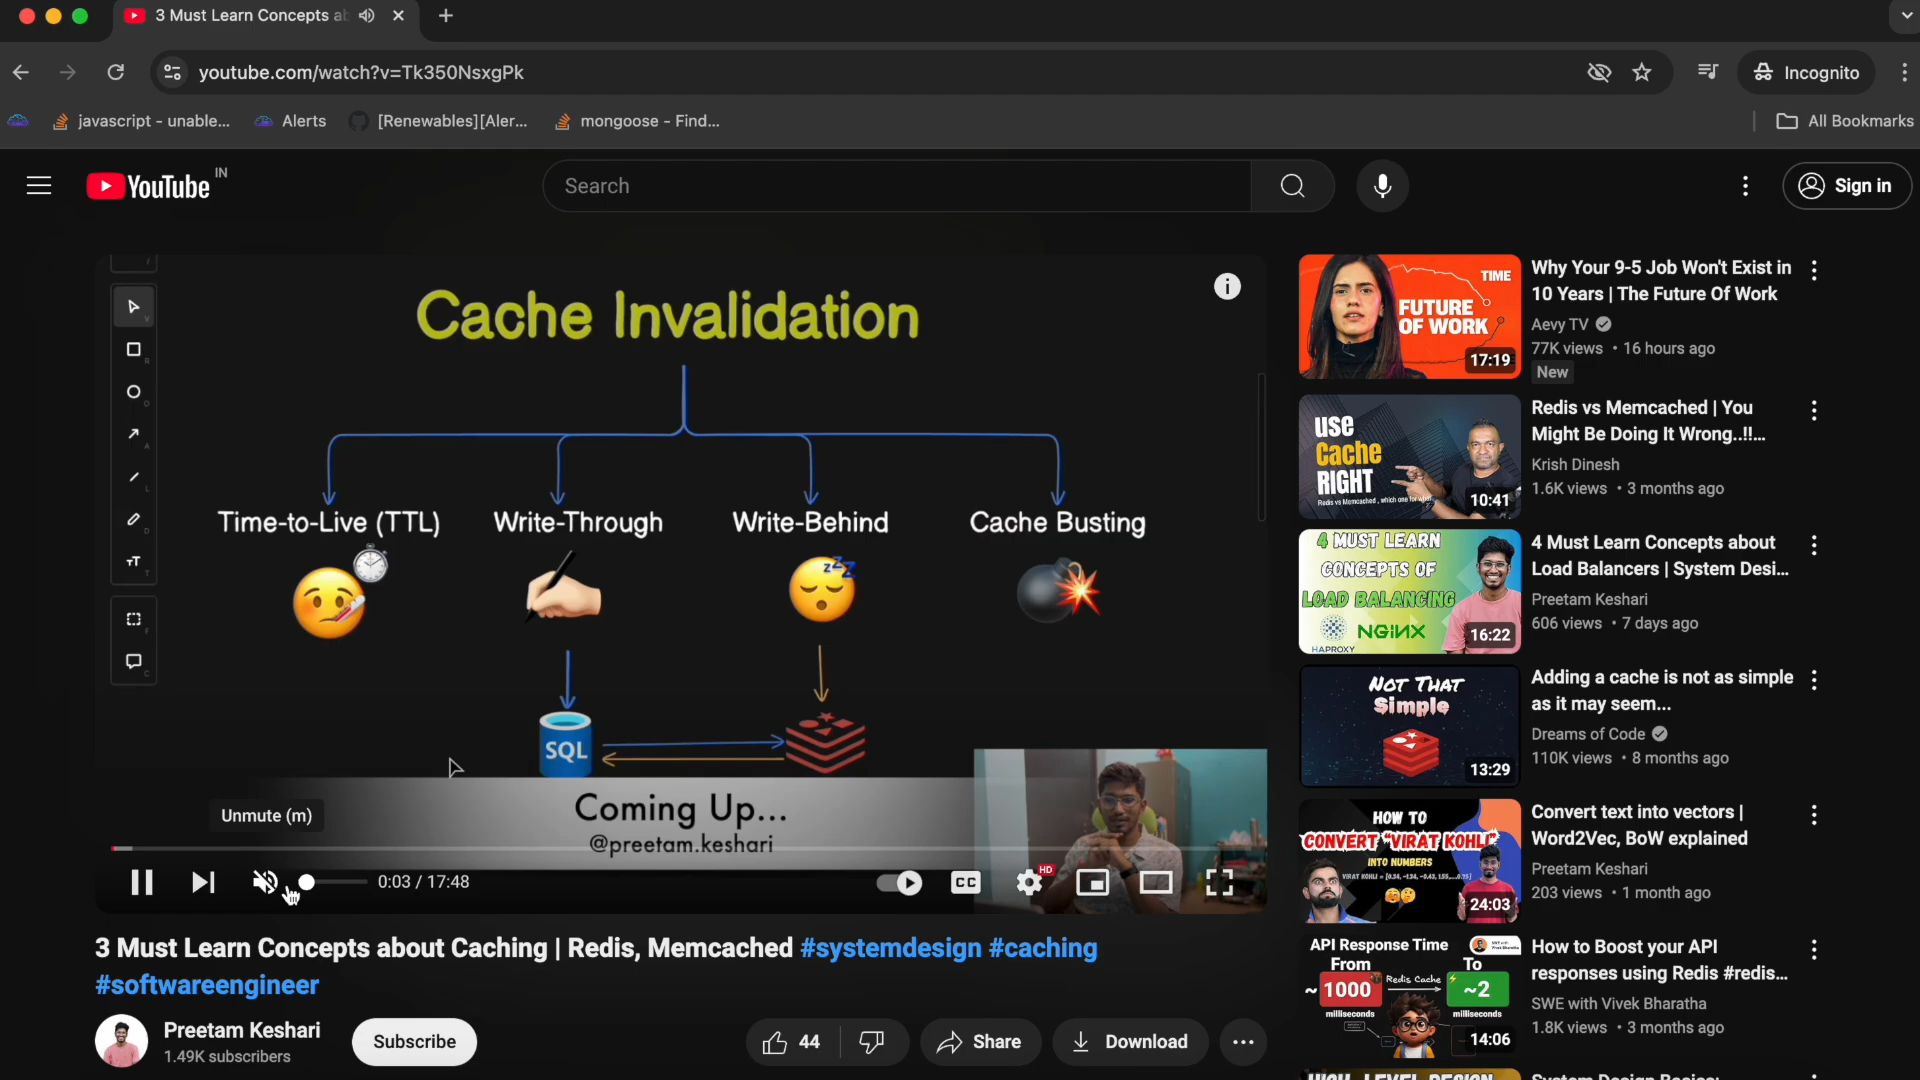 3 Must Learn Concepts ab
youtube.com/watch?v=Tk350NsxgPk
Incognito
javascript - unable...
Alerts
[Renewables][Aler...
mongoose - Find...
All Bookmarks
YouTube IN
Search
Sign in
Cache Invalidation
Time-to-Live (TTL)
Write-Through
Write-Behind
Cache Busting
SQL
Coming Up...
@preetam.keshari
Unmute (m)
0:03 / 17:48
CC
HD
3 Must Learn Concepts about Caching | Redis, Memcached #systemdesign #caching
#softwareengineer
Preetam Keshari
1.49K subscribers
Subscribe
44
Share
Download
TIME
FUTURE
OF WORK
17:19
Why Your 9-5 Job Won't Exist in
10 Years | The Future Of Work
Aevy TV
77K views • 16 hours ago
New
use
Cache
RIGHT
Redis vs Memcached , which one for what
10:41
Redis vs Memcached | You
Might Be Doing It Wrong..!!...
Krish Dinesh
1.6K views • 3 months ago
4 MUST LEARN
CONCEPTS OF
LOAD BALANCING
NGINX
HAPROXY
16:22
4 Must Learn Concepts about
Load Balancers | System Desi...
Preetam Keshari
606 views • 7 days ago
NOT THAT
Simple
13:29
Adding a cache is not as simple
as it may seem...
Dreams of Code
110K views • 8 months ago
HOW TO
CONVERT "VIRAT KOHLI"
INTO NUMBERS
24:03
Convert text into vectors |
Word2Vec, BoW explained
Preetam Keshari
203 views • 1 month ago
API Response Time
From
To
~ 1000
Redis Cache
~2
milliseconds
milliseconds
14:06
How to Boost your API
responses using Redis #redis...
SWE with Vivek Bharatha
1.8K views • 3 months ago